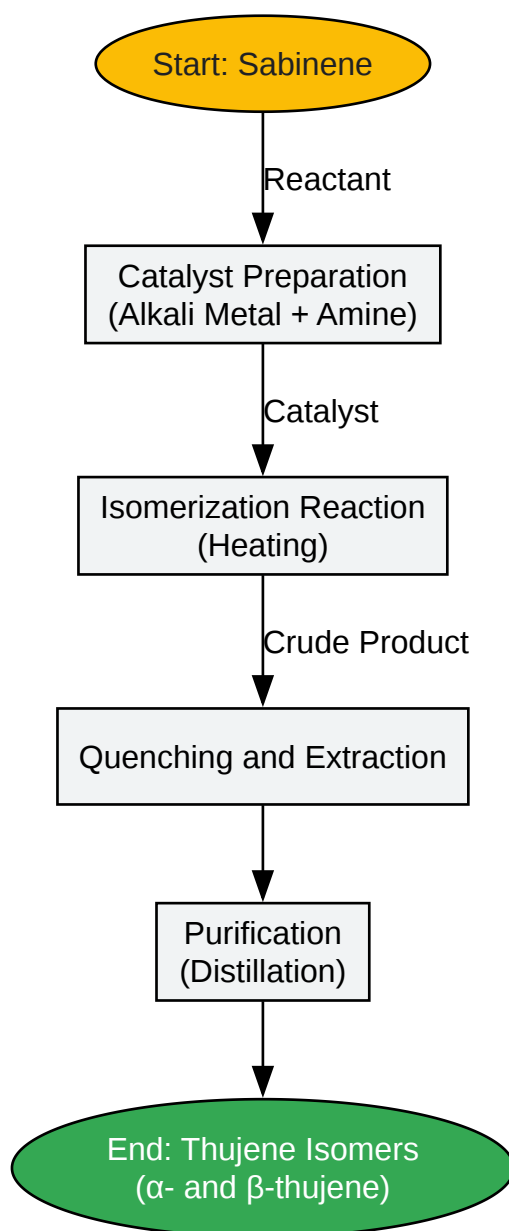 Start: Sabinene
Reactant
Catalyst Preparation
(Alkali Metal + Amine)
Catalyst
Isomerization Reaction
(Heating)
Crude Product
Quenching and Extraction
Purification
(Distillation)
End: Thujene Isomers
(α- and β-thujene)